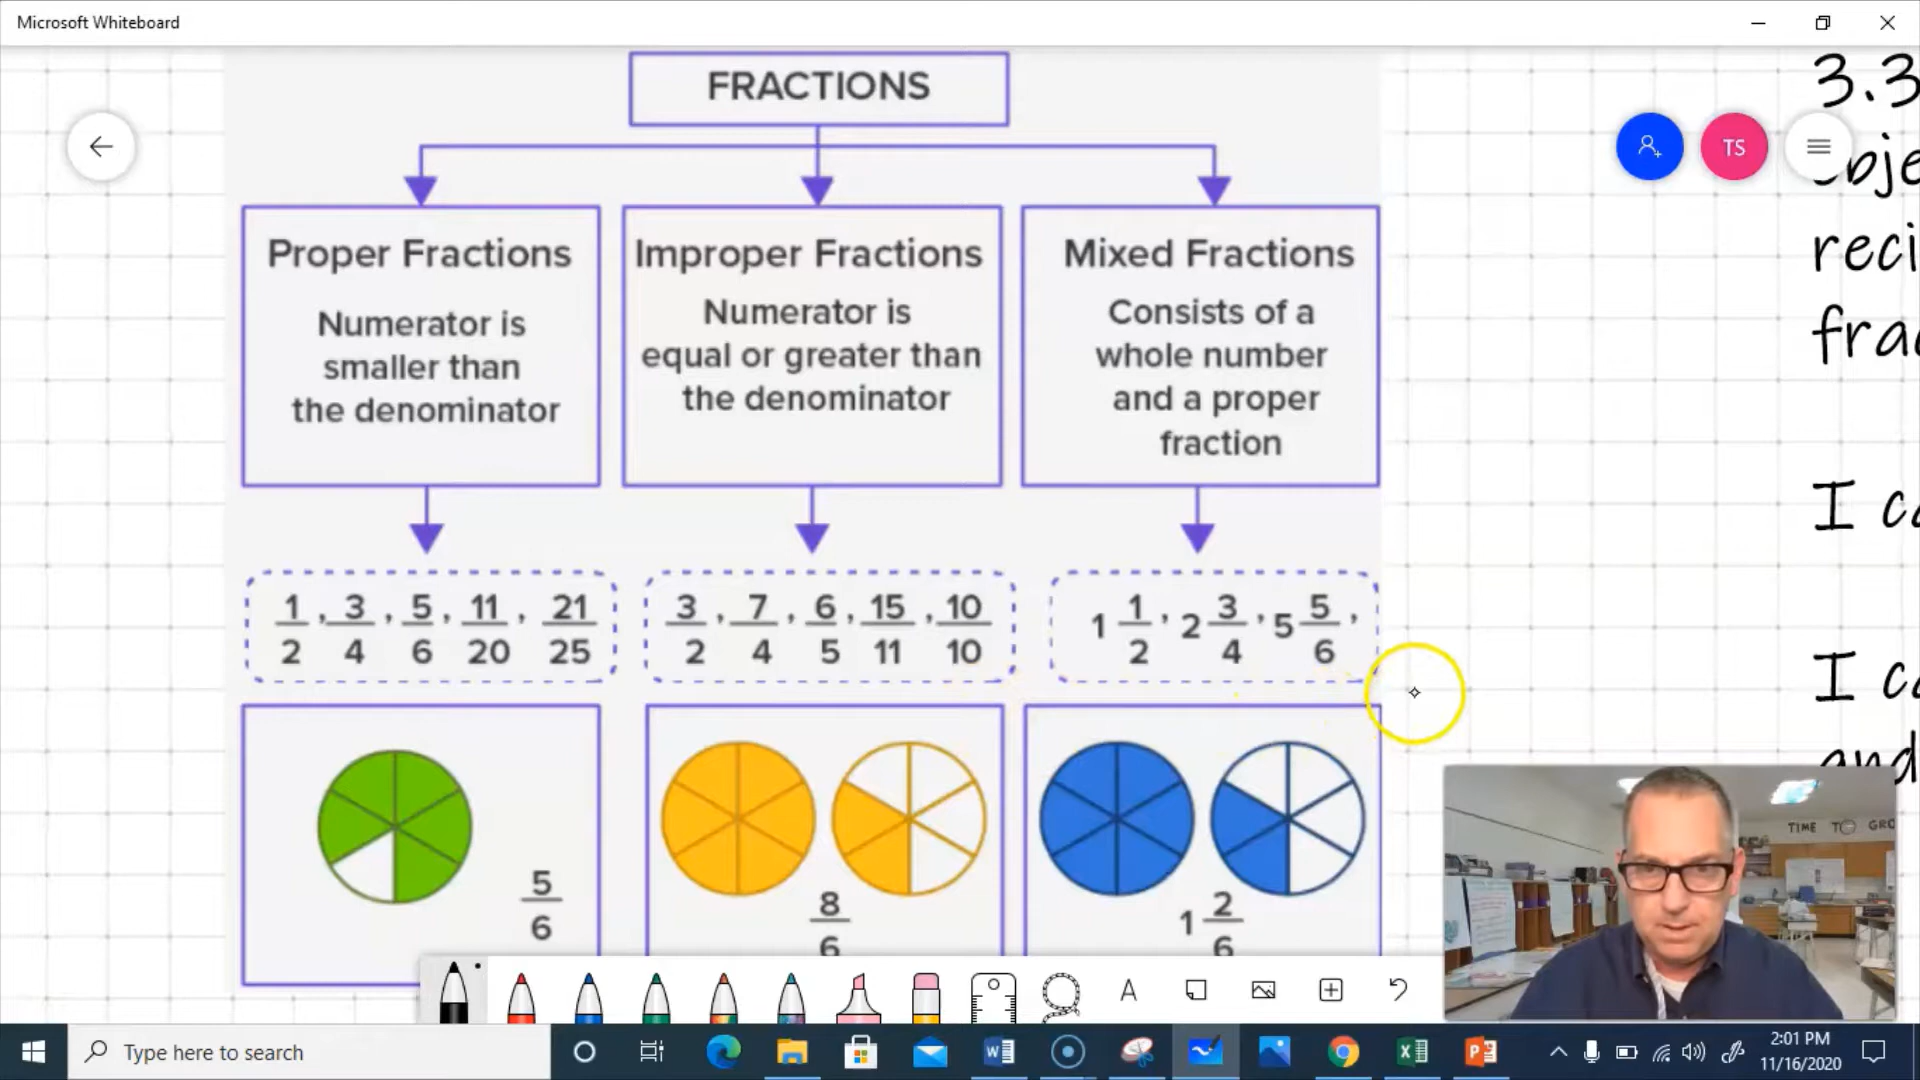 Microsoft Whiteboard
FRACTIONS
3.3
TS
Proper Fractions
Numerator is
smaller than
the denominator
Improper Fractions
Numerator is
equal or greater than
the denominator
Mixed Fractions
Consists of a
whole number
and a proper
fraction
1/2, 3/4, 5/6, 11/20, 21/25
3/2, 7/4, 6/5, 15/11, 10/10
1 1/2, 2 3/4, 5 5/6,
5/6
8/6
1 2/6
I
I
and
TIME TO GRO
A
Type here to search
2:01 PM
11/16/2020